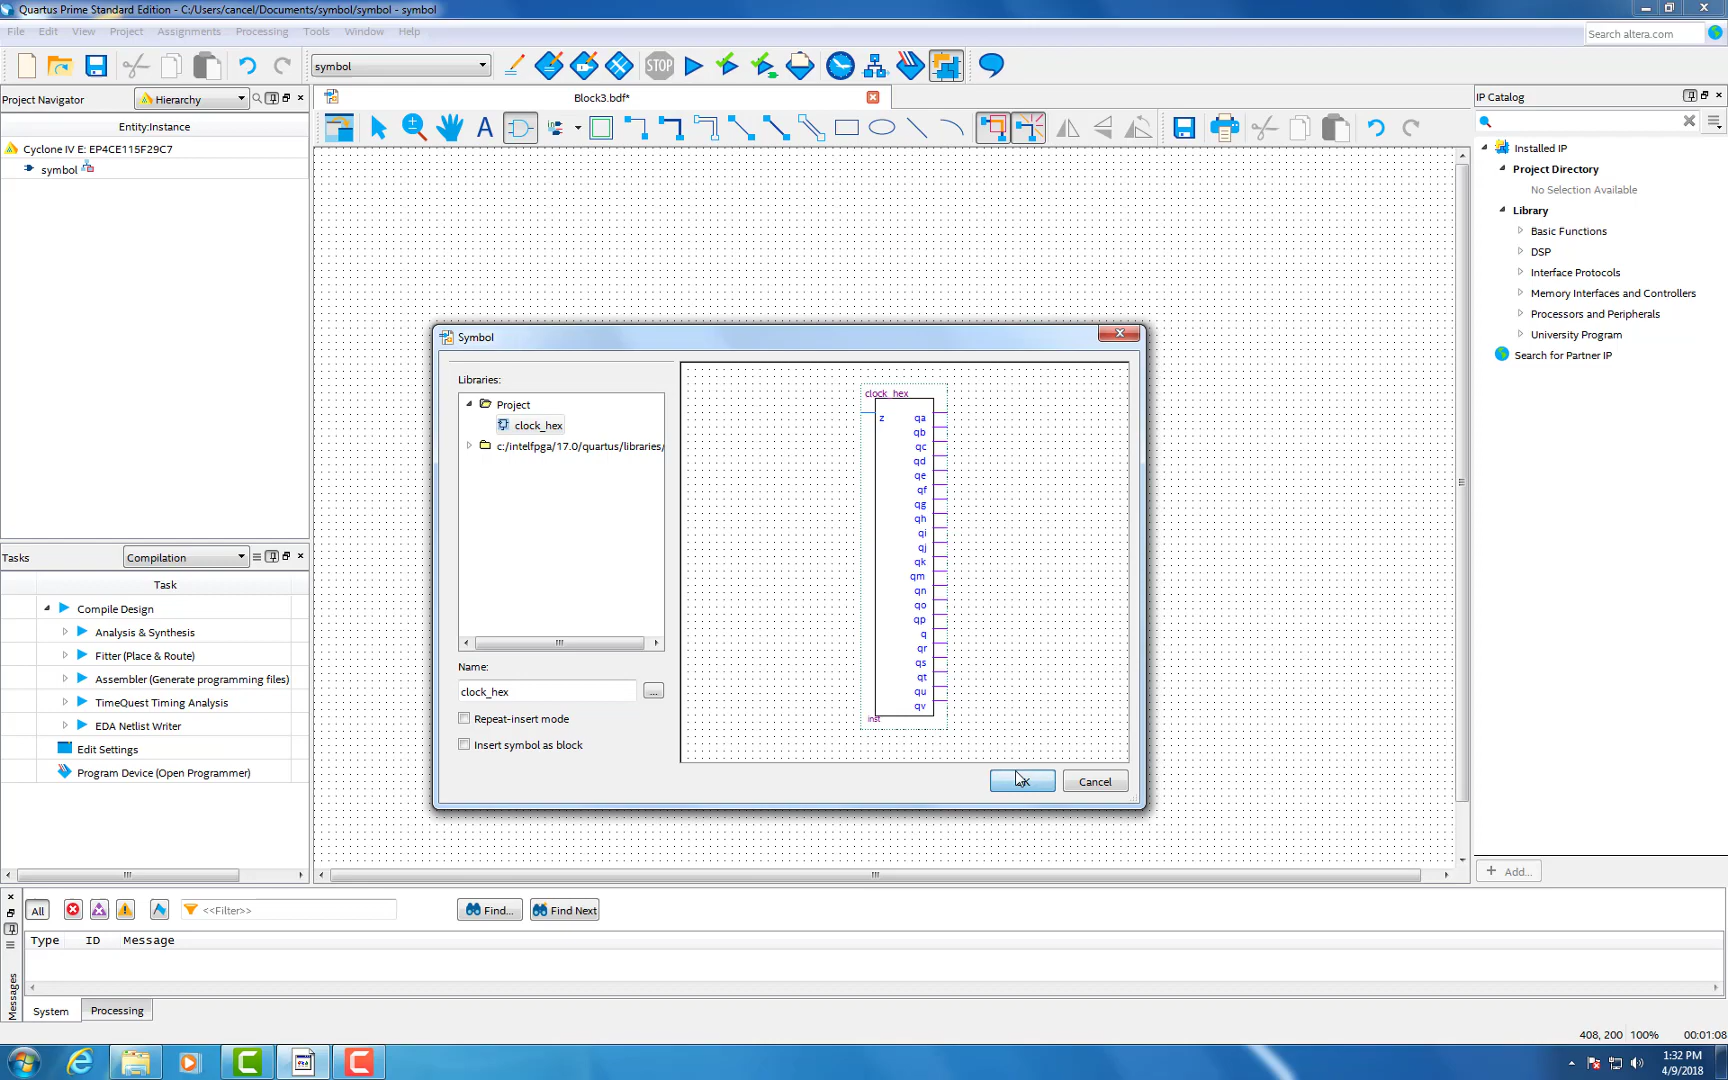 Quartus Prime Standard Edition - C:/Users/cancel/Documents/symbol/symbol - symbol
File Edit View Project Assignments Processing Tools Window Help
Search altera.com
symbol
STOP
Project Navigator
Hierarchy
Entity:Instance
Cyclone IV E: EP4CE115F29C7
symbol
Block3.bdf*
IP Catalog
Installed IP
Project Directory
No Selection Available
Library
Basic Functions
DSP
Interface Protocols
Memory Interfaces and Controllers
Processors and Peripherals
University Program
Search for Partner IP
Add...
Symbol
Libraries:
Project
clock_hex
c:/intelfpga/17.0/quartus/libraries/
Name:
clock_hex
...
Repeat-insert mode
Insert symbol as block
clock_hex
z qa
qb
qc
qd
qe
qf
qg
qh
qi
qj
qk
qm
qn
qo
qp
q
qr
qs
qt
qu
qv
inst
Cancel
Tasks
Compilation
Task
Compile Design
Analysis & Synthesis
Fitter (Place & Route)
Assembler (Generate programming files)
TimeQuest Timing Analysis
EDA Netlist Writer
Edit Settings
Program Device (Open Programmer)
All
<<Filter>>
Find...
Find Next
Type ID Message
Messages
System
Processing
408, 200 100% 00:01:08
1:32 PM
4/9/2018